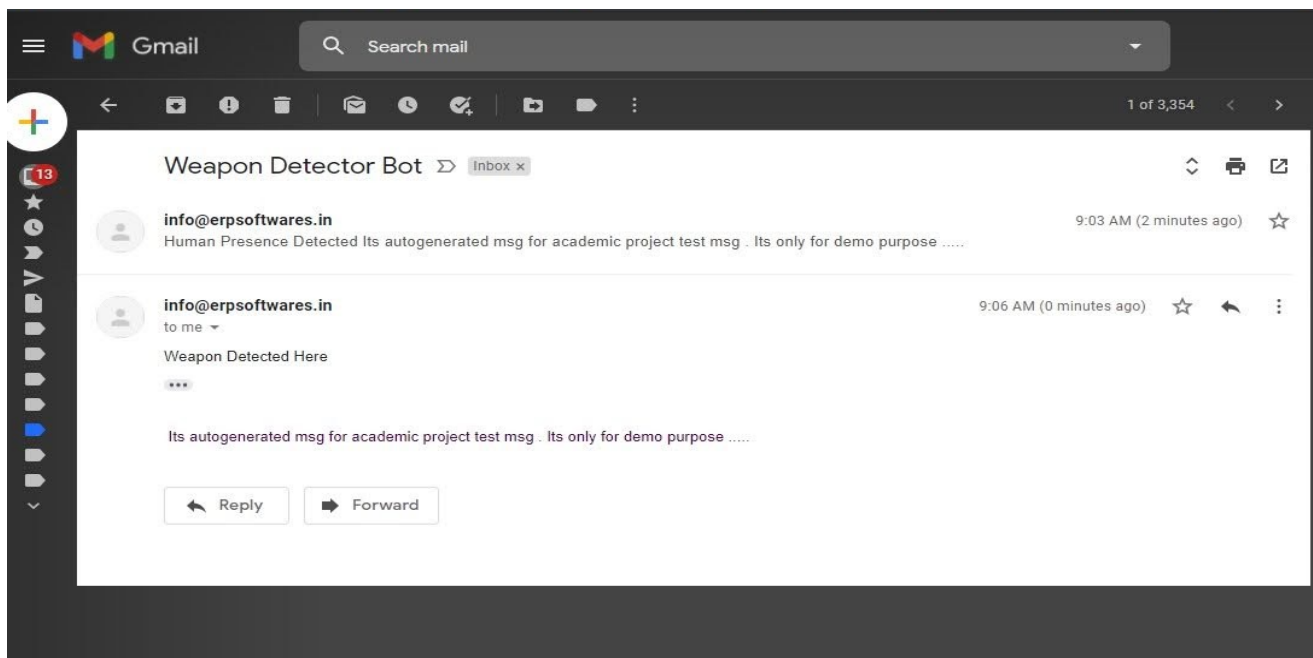 Gmail
Search mail
1 of 3,354
13
Weapon Detector Bot Inbox x
info@erpsoftwares.in 9:03 AM (2 minutes ago)
Human Presence Detected Its autogenerated msg for academic project test msg . Its only for demo purpose .....
info@erpsoftwares.in 9:06 AM (0 minutes ago)
to me
Weapon Detected Here
Its autogenerated msg for academic project test msg . Its only for demo purpose .....
Reply Forward